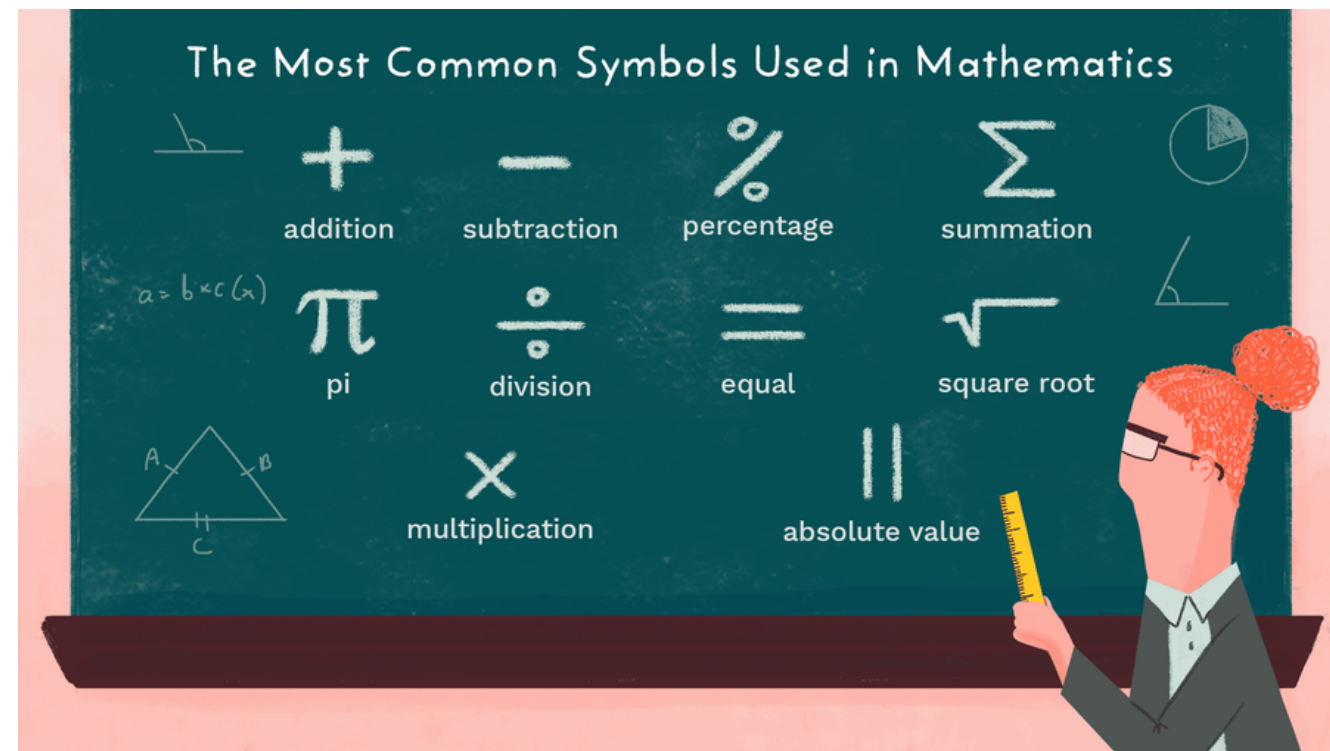 The Most Common Symbols Used in Mathematics
+ − % Σ
addition subtraction percentage summation
a= b×c(x)
π ÷ = √
pi division equal square root
A B
× ||
multiplication absolute value
C